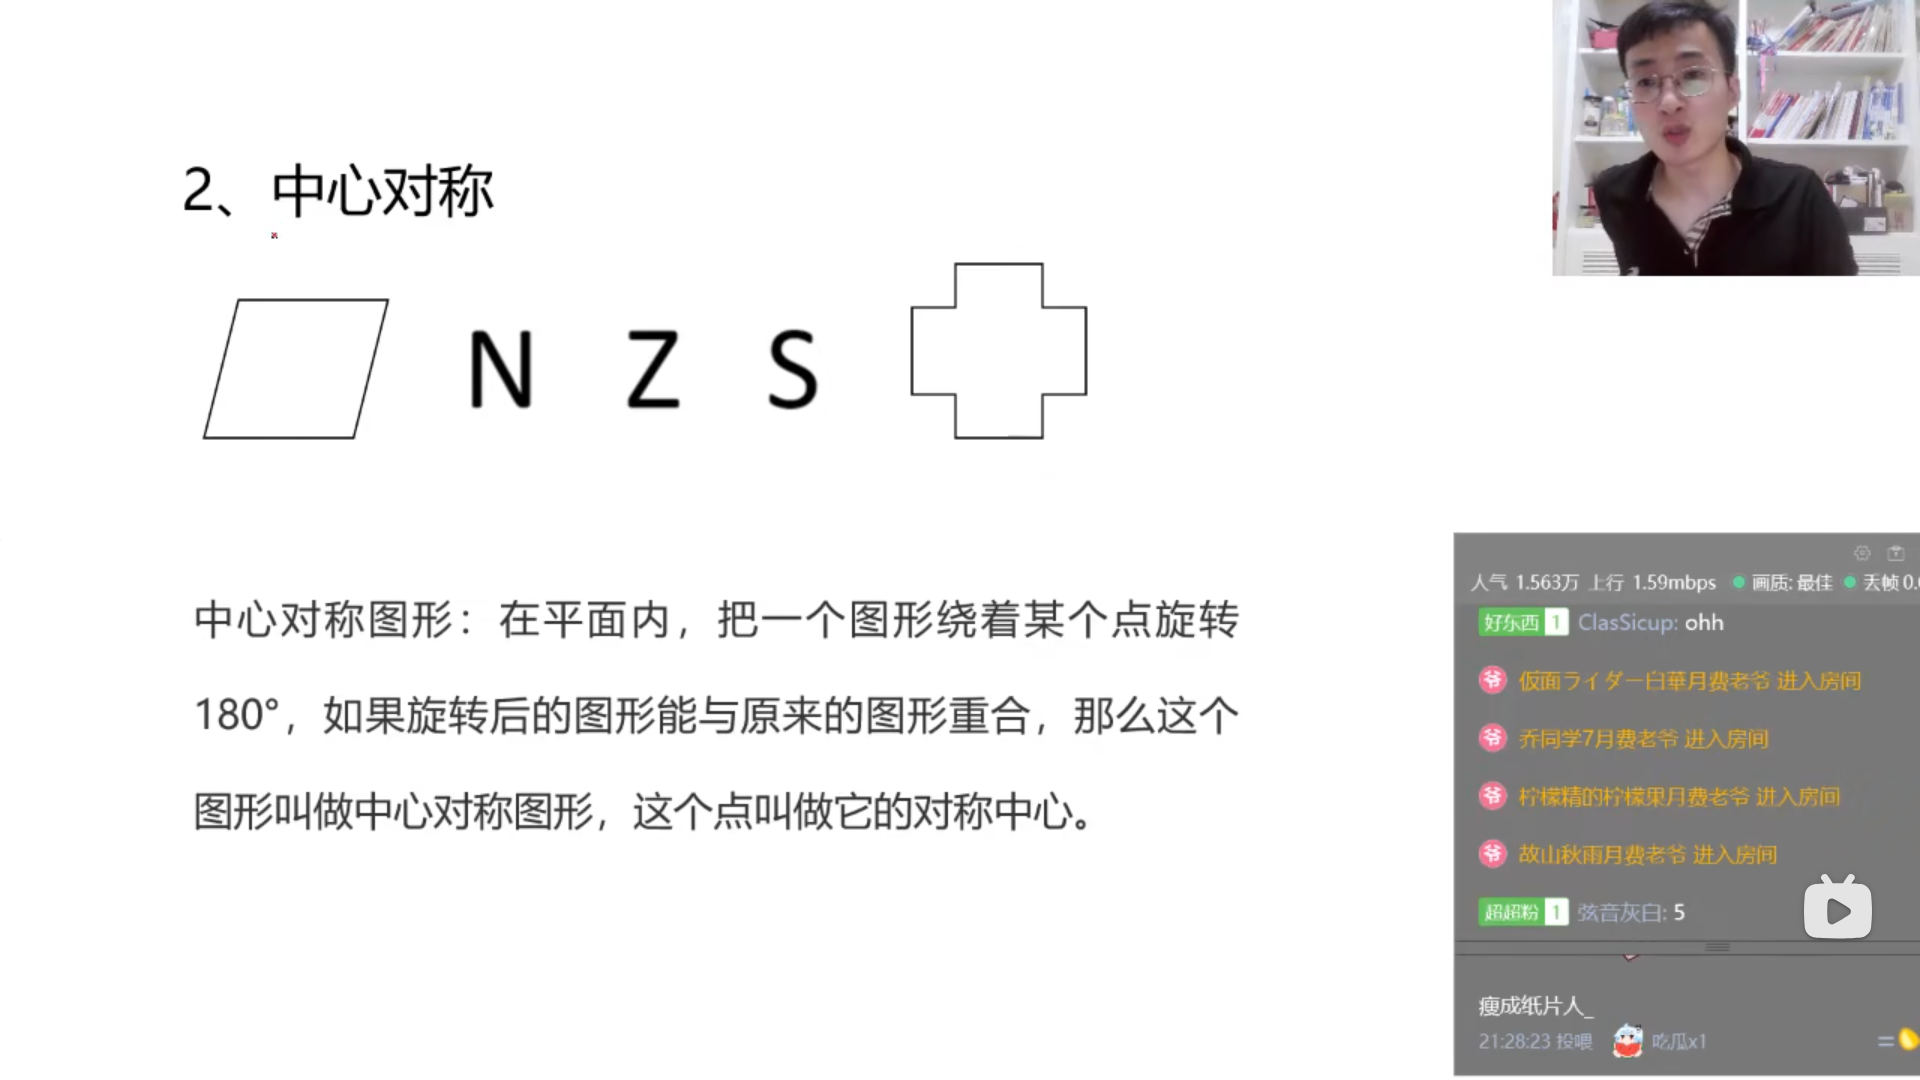 2、中心对称
N Z S
中心对称图形：在平面内，把一个图形绕着某个点旋转
180°，如果旋转后的图形能与原来的图形重合，那么这个
图形叫做中心对称图形，这个点叫做它的对称中心。
人气 1.563万 上行 1.59mbps 画质: 最佳 丢帧 0.
好东西 1 ClasSicup: ohh
爷 仮面ライダー白華月费老爷 进入房间
爷 乔同学7月费老爷 进入房间
爷 柠檬精的柠檬果月费老爷 进入房间
爷 故山秋雨月费老爷 进入房间
超超粉 1 弦音灰白: 5
瘦成纸片人_
21:28:23 投喂 吃瓜x1
=